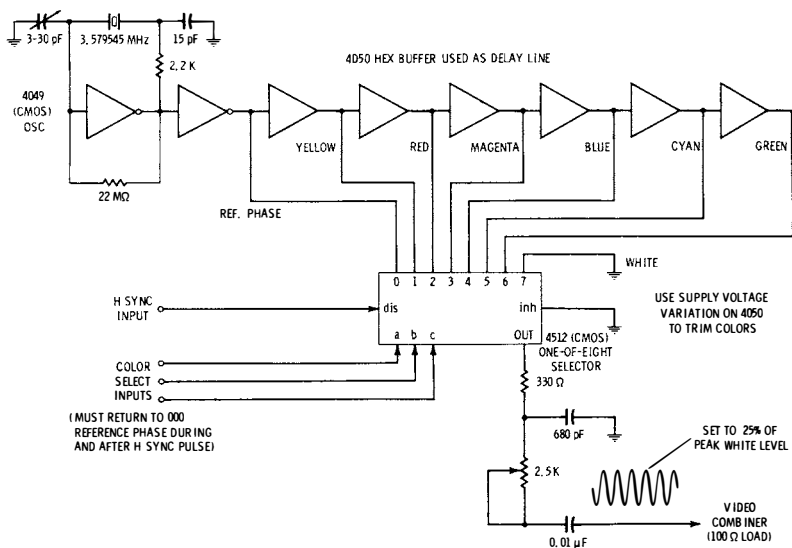 3-30 pF
3.579545 MHz
15 pF
2.2K
4049
(CMOS)
OSC
22 MΩ
4050 HEX BUFFER USED AS DELAY LINE
YELLOW
RED
MAGENTA
BLUE
CYAN
GREEN
REF. PHASE
WHITE
0 1 2 3 4 5 6 7
H SYNC
INPUT
dis
inh
a b c
OUT
COLOR
SELECT
INPUTS
(MUST RETURN TO 000
REFERENCE PHASE DURING
AND AFTER H SYNC PULSE)
4512 (CMOS)
ONE-OF-EIGHT
SELECTOR
USE SUPPLY VOLTAGE
VARIATION ON 4050
TO TRIM COLORS
330 Ω
680 pF
2.5K
0.01 µF
SET TO 25% OF
PEAK WHITE LEVEL
VIDEO
COMBINER
(100 Ω LOAD)